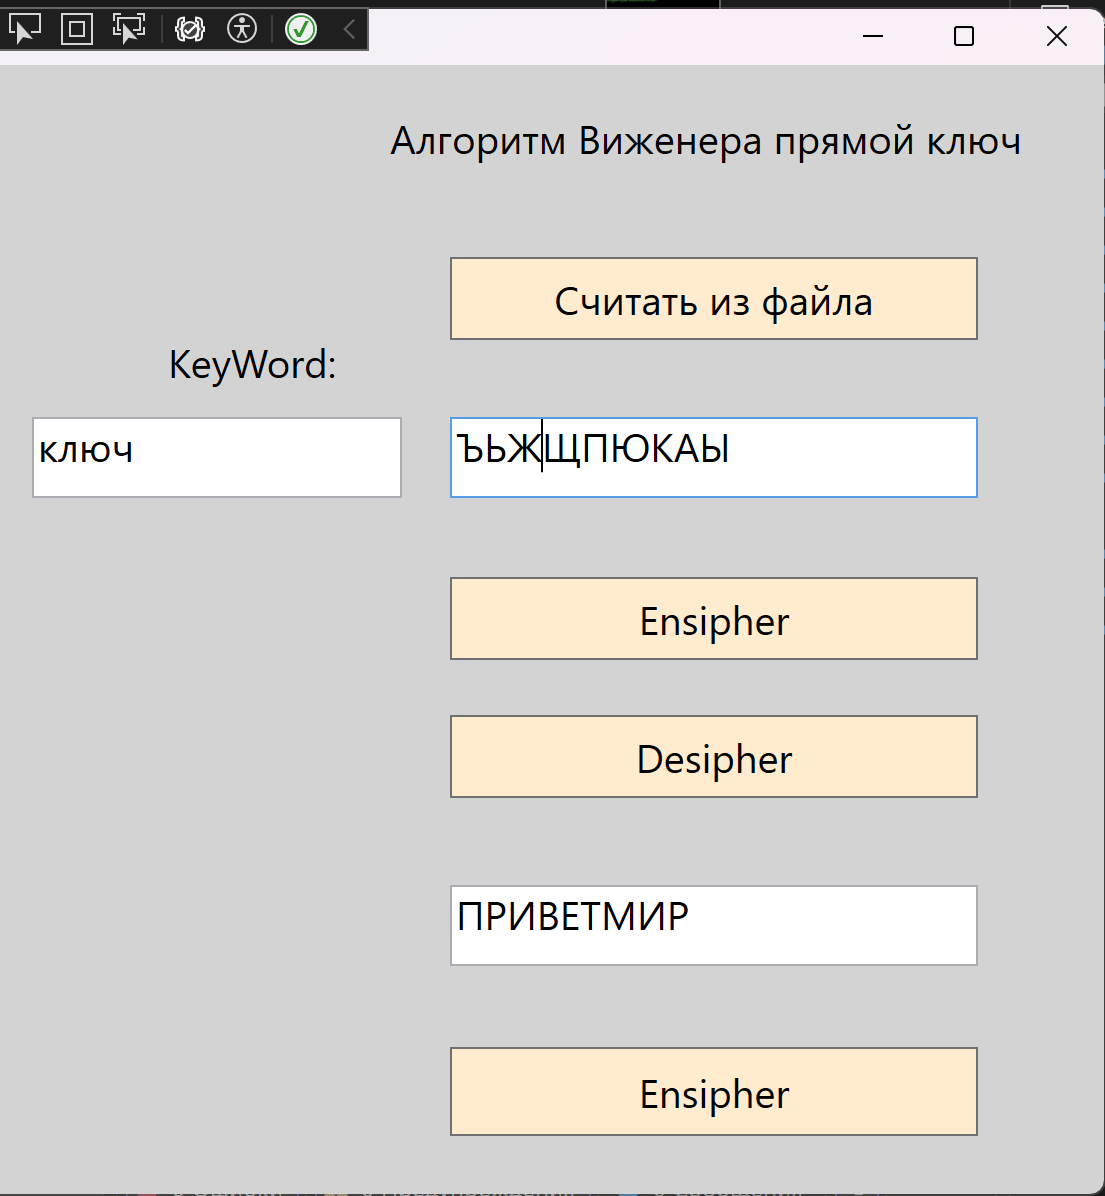 Алгоритм Виженера прямой ключ
Считать из файла
KeyWord:
ключ
ЪЬЖЩПЮКАЫ
Ensipher
Desipher
ПРИВЕТМИР
Ensipher